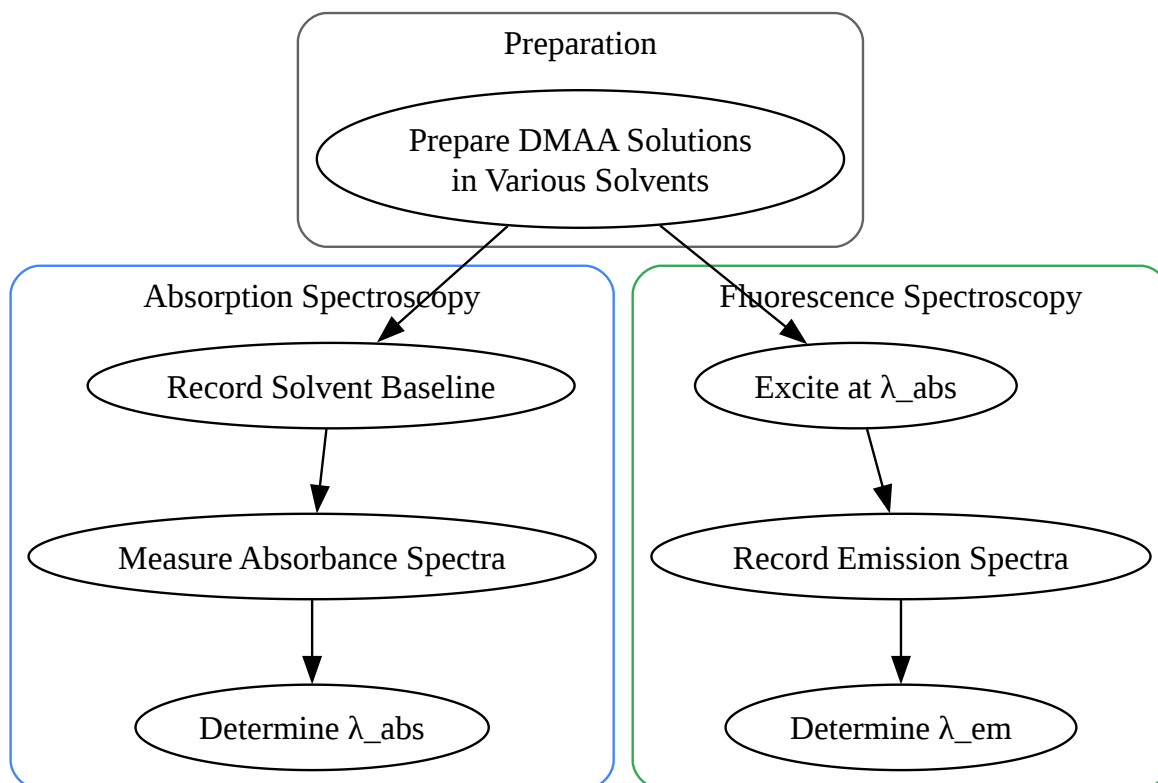 Preparation
Prepare DMAA Solutions
in Various Solvents
Absorption Spectroscopy
Record Solvent Baseline
Measure Absorbance Spectra
Determine λ_abs
Fluorescence Spectroscopy
Excite at λ_abs
Record Emission Spectra
Determine λ_em